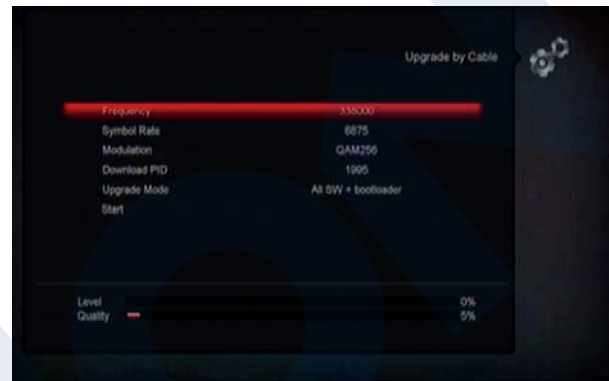 Upgrade by Cable
Frequency 338000
Symbol Rate 6875
Modulation QAM256
Download PID 1995
Upgrade Mode All SW + bootloader
Start
Level 0%
Quality 5%